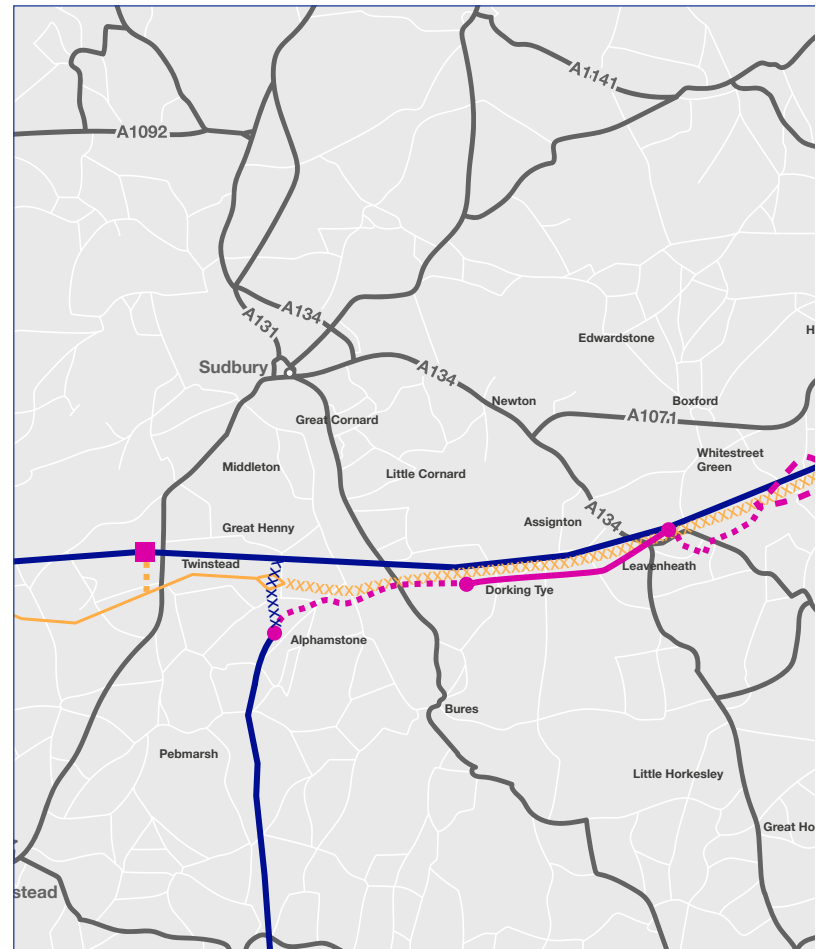 A1141
A1092
A134
A131
Edwardstone
H
Sudbury
A134
Newton
Boxford
A1071
Great Cornard
Whitestreet
Green
Middleton
Little Cornard
Great Henny
Assignton
A134
Twinstead
Leavenheath
Dorking Tye
Alphamstone
Bures
Pebmarsh
Little Horkesley
Great Ho
stead